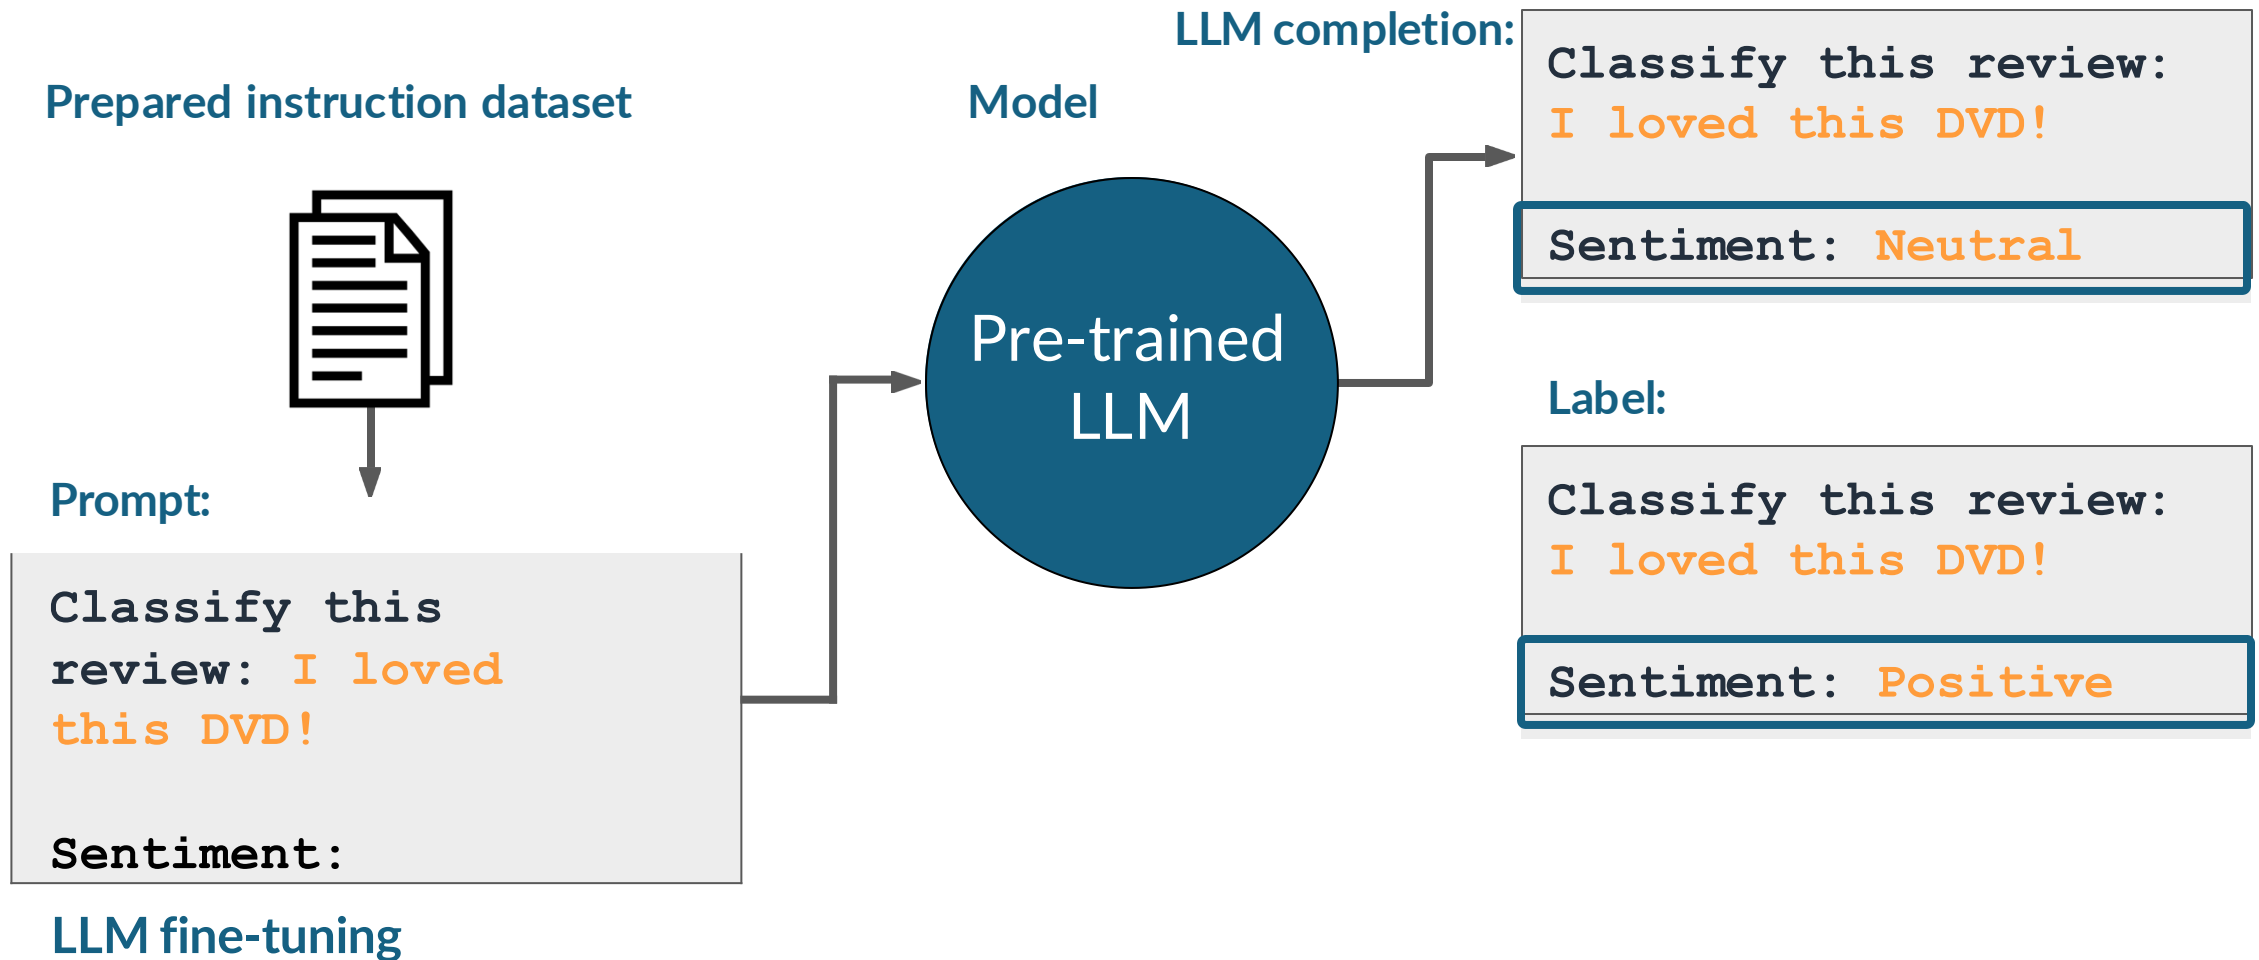 Prepared instruction dataset
Prompt:
Classify this
review: I loved
this DVD!
Sentiment:
LLM fine-tuning
Model
Pre-trained
LLM
LLM completion:
Classify this review:
I loved this DVD!
Sentiment: Neutral
Label:
Classify this review:
I loved this DVD!
Sentiment: Positive